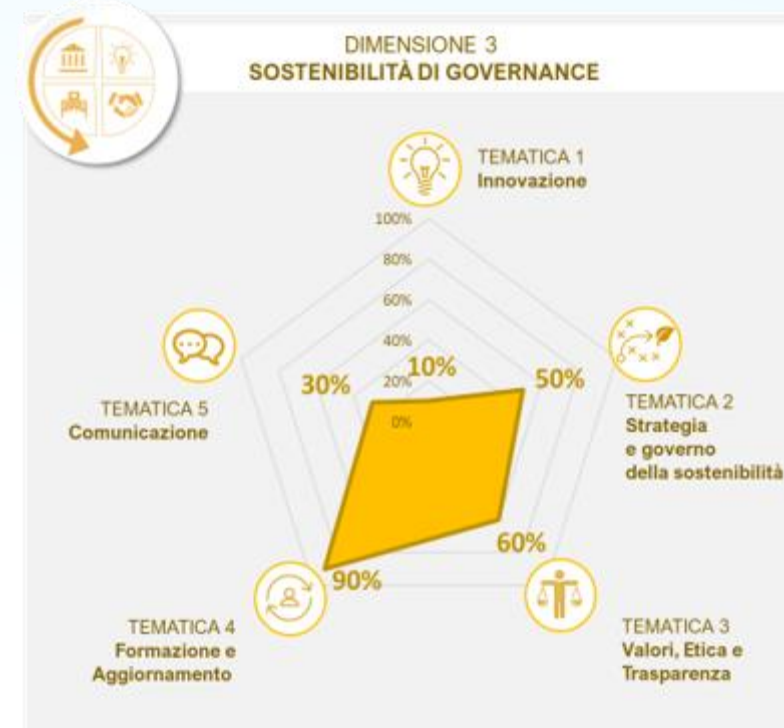 DIMENSIONE 3
SOSTENIBILITÀ DI GOVERNANCE
TEMATICA 1
Innovazione
100%
80%
60%
40%
20%
0%
10%
50%
30%
TEMATICA 2
Strategia
e governo
della sostenibilità
TEMATICA 5
Comunicazione
60%
90%
TEMATICA 4
Formazione e
Aggiornamento
TEMATICA 3
Valori, Etica e
Trasparenza